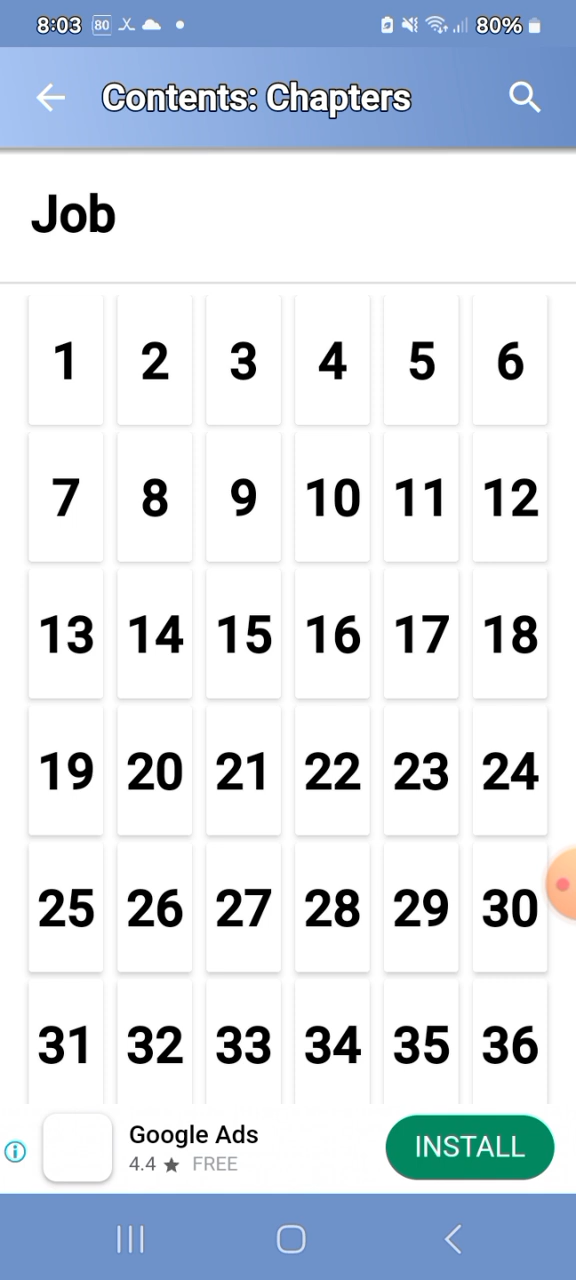 8:03 80 80%
Contents: Chapters
Job
1 2 3 4 5 6
7 8 9 10 11 12
13 14 15 16 17 18
19 20 21 22 23 24
25 26 27 28 29 30
31 32 33 34 35 36
Google Ads
4.4 ★ FREE
INSTALL